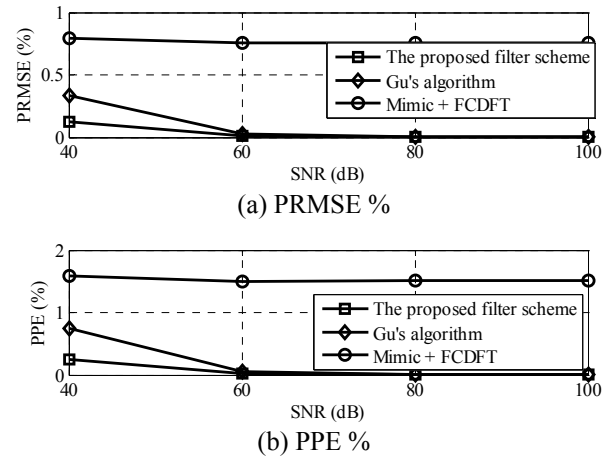 1
0.5
0
PRMSE (%)
The proposed filter scheme
Gu's algorithm
Mimic + FCDFT
40 60 80 100
SNR (dB)
(a) PRMSE %
2
1
0
PPE (%)
The proposed filter scheme
Gu's algorithm
Mimic + FCDFT
40 60 80 100
SNR (dB)
(b) PPE %